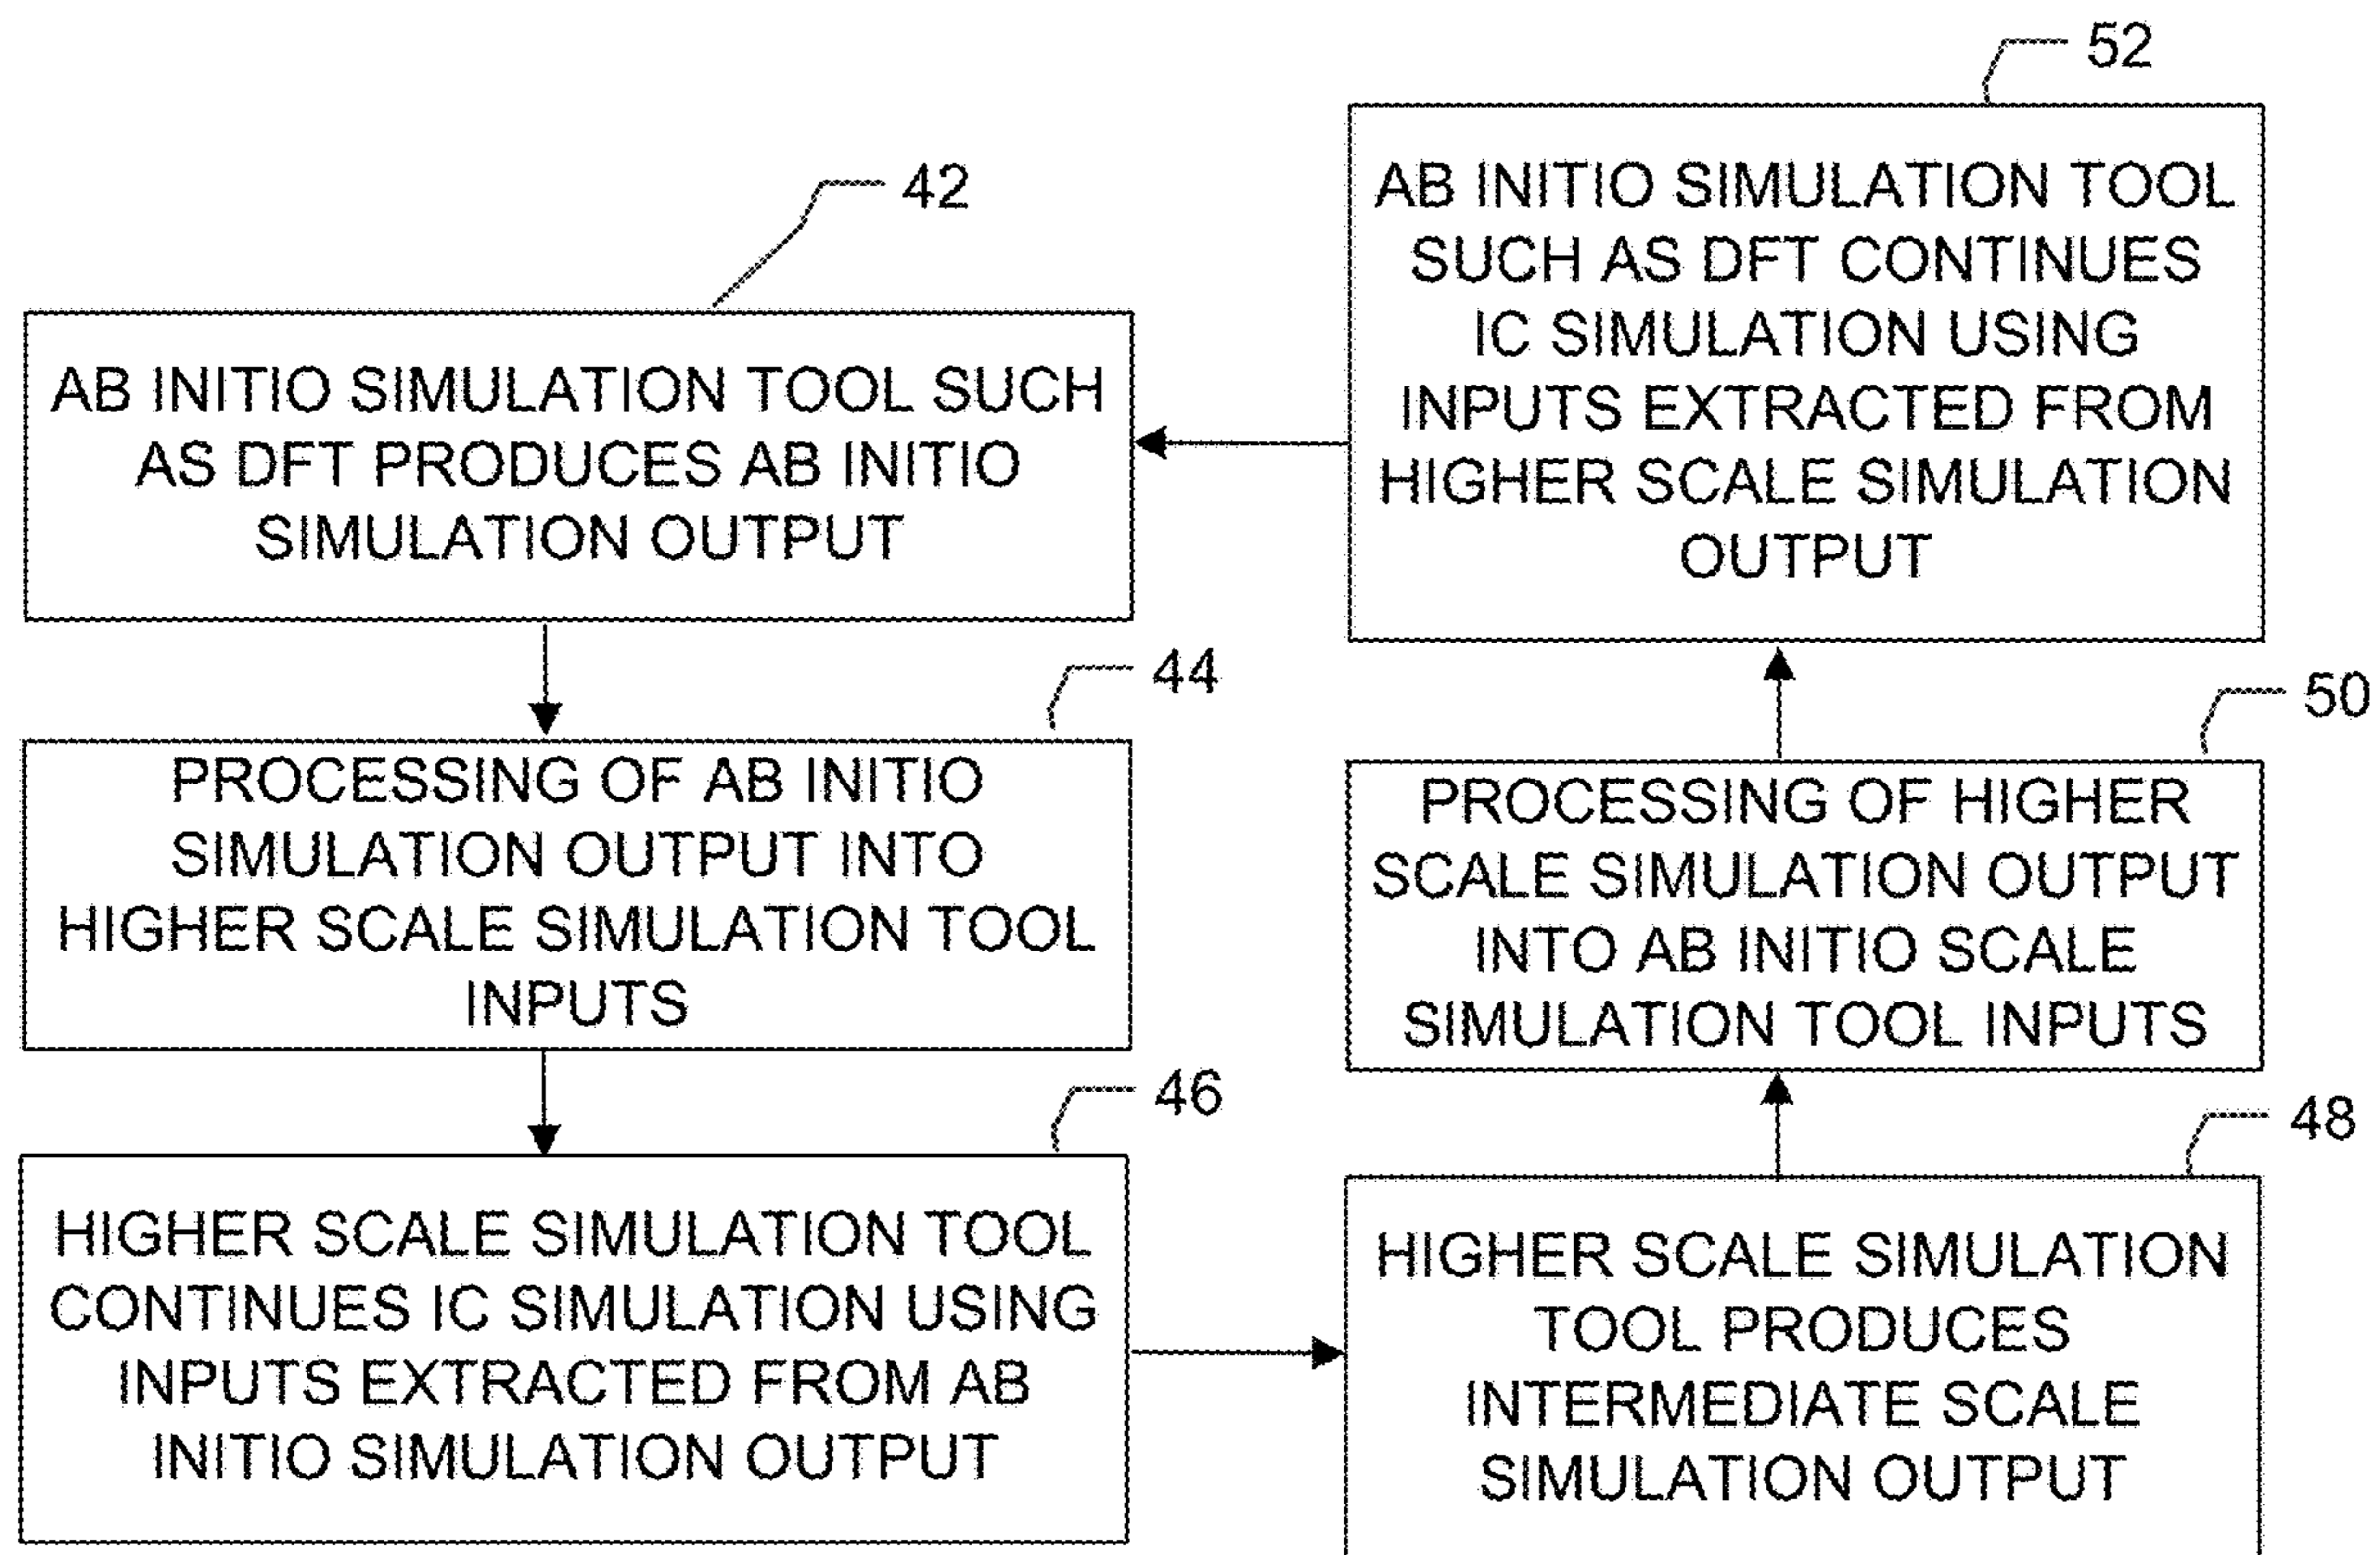 42
AB INITIO SIMULATION TOOL SUCH
AS DFT PRODUCES AB INITIO
SIMULATION OUTPUT
44
PROCESSING OF AB INITIO
SIMULATION OUTPUT INTO
HIGHER SCALE SIMULATION TOOL
INPUTS
46
HIGHER SCALE SIMULATION TOOL
CONTINUES IC SIMULATION USING
INPUTS EXTRACTED FROM AB
INITIO SIMULATION OUTPUT
48
HIGHER SCALE SIMULATION
TOOL PRODUCES
INTERMEDIATE SCALE
SIMULATION OUTPUT
50
PROCESSING OF HIGHER
SCALE SIMULATION OUTPUT
INTO AB INITIO SCALE
SIMULATION TOOL INPUTS
52
AB INITIO SIMULATION TOOL
SUCH AS DFT CONTINUES
IC SIMULATION USING
INPUTS EXTRACTED FROM
HIGHER SCALE SIMULATION
OUTPUT